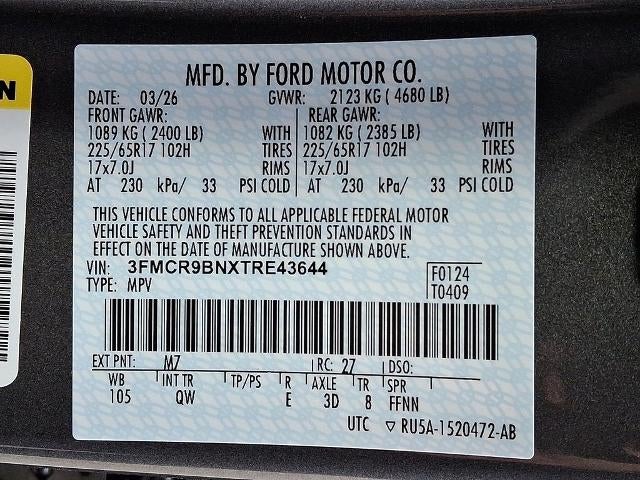 N
MFD. BY FORD MOTOR CO.
DATE: 03/26 GVWR: 2123 KG ( 4680 LB)
FRONT GAWR: REAR GAWR:
1089 KG ( 2400 LB) WITH 1082 KG ( 2385 LB) WITH
225/65R17 102H TIRES 225/65R17 102H TIRES
17x7.0J RIMS 17x7.0J RIMS
AT 230 kPa/ 33 PSI COLD AT 230 kPa/ 33 PSI COLD
THIS VEHICLE CONFORMS TO ALL APPLICABLE FEDERAL MOTOR
VEHICLE SAFETY AND THEFT PREVENTION STANDARDS IN
EFFECT ON THE DATE OF MANUFACTURE SHOWN ABOVE.
VIN: 3FMCR9BNXTRE43644 F0124
TYPE: MPV T0409
EXT PNT: M7 RC: 27 DSO:
WB INT TR TP/PS R AXLE TR SPR
105 QW E 3D 8 FFNN
UTC ▽ RU5A-1520472-AB